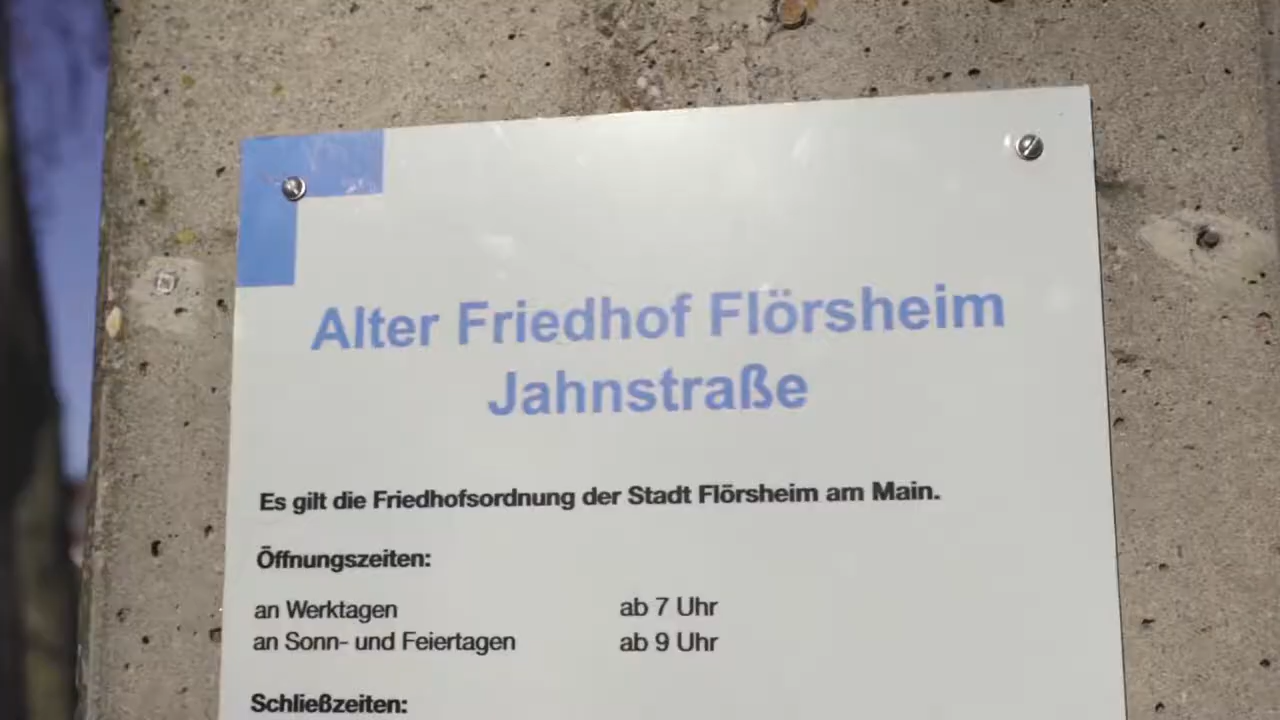 Alter Friedhof Flörsheim
Jahnstraße
Es gilt die Friedhofsordnung der Stadt Flörsheim am Main.
Öffnungszeiten:
an Werktagen ab 7 Uhr
an Sonn- und Feiertagen ab 9 Uhr
Schließzeiten: